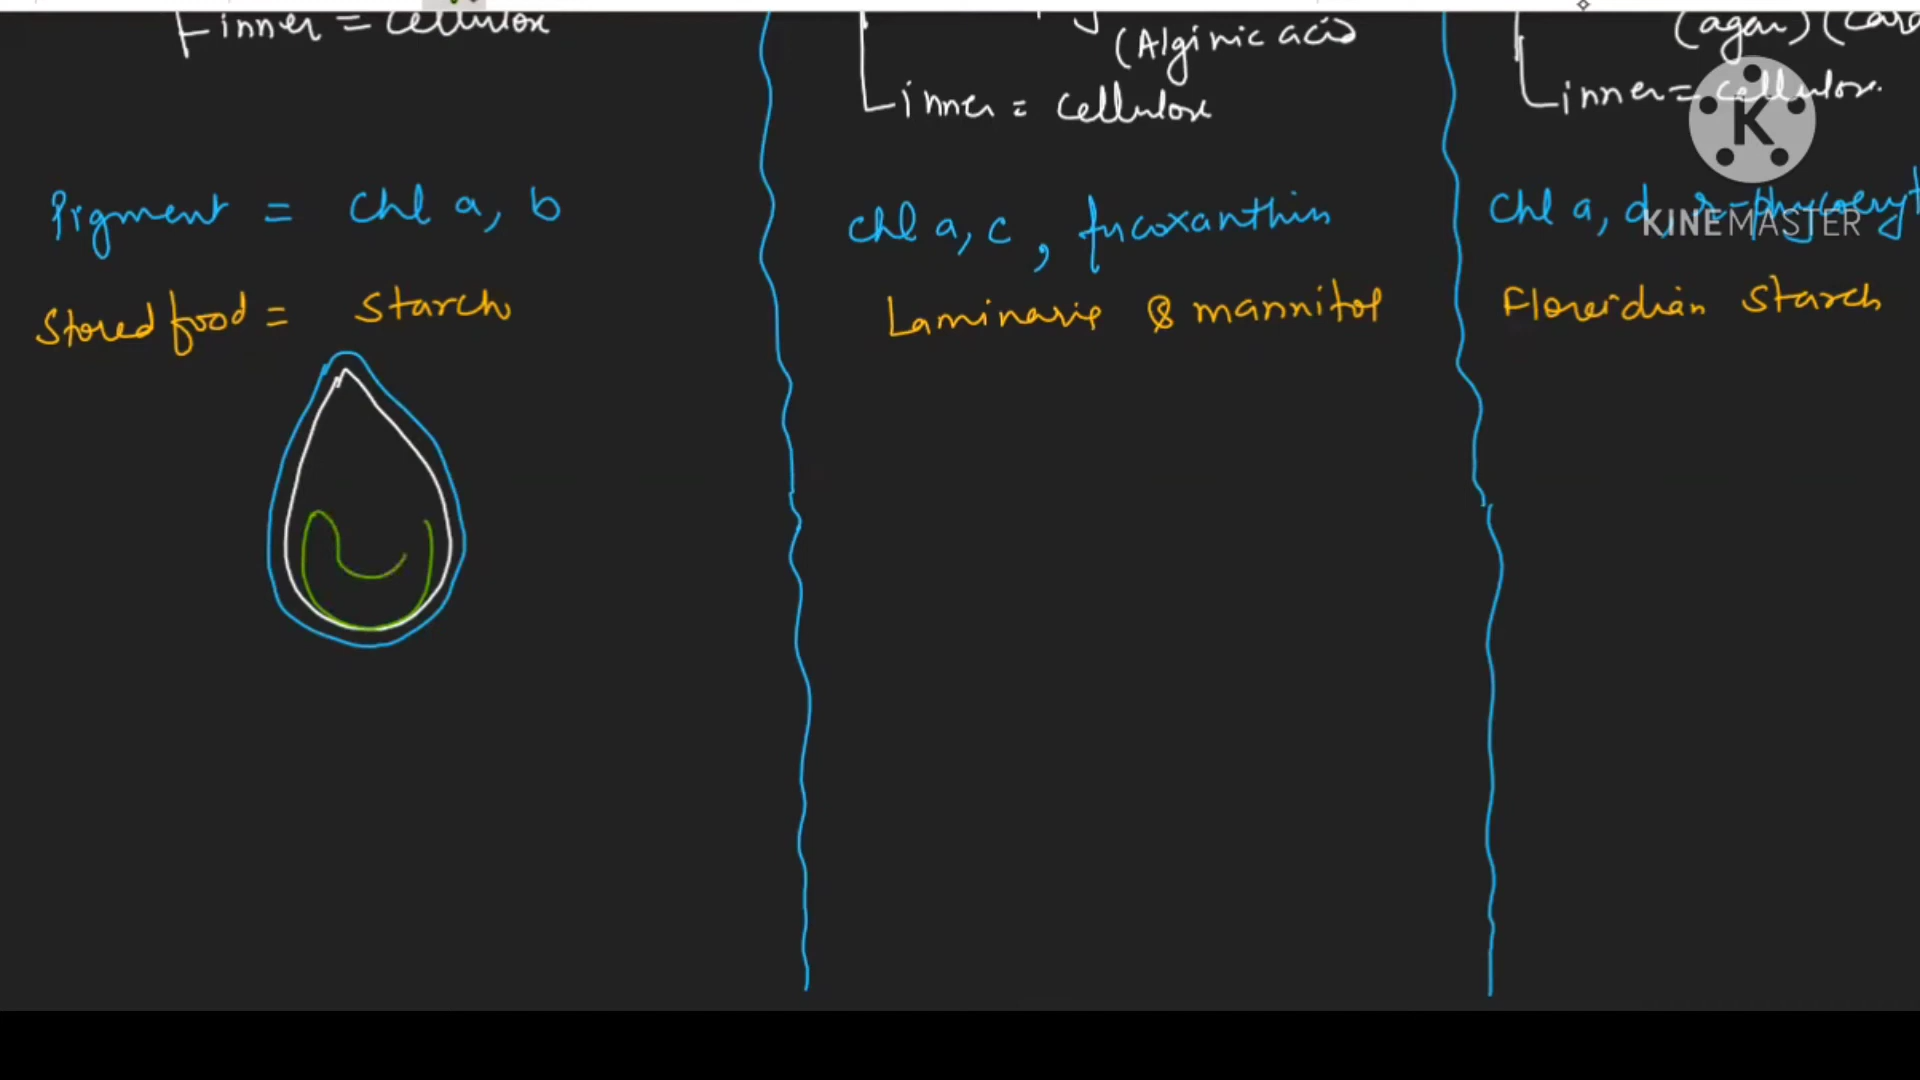 inner = cellulose
Pigment = chl a, b
Stored food = starch
(Alginic acid
inner = cellulose
chl a, c, fucoxanthin
Laminarin & mannitol
(agar)
inner = cellulose.
chl a, d,
Floridian starch
K
KINEMASTER